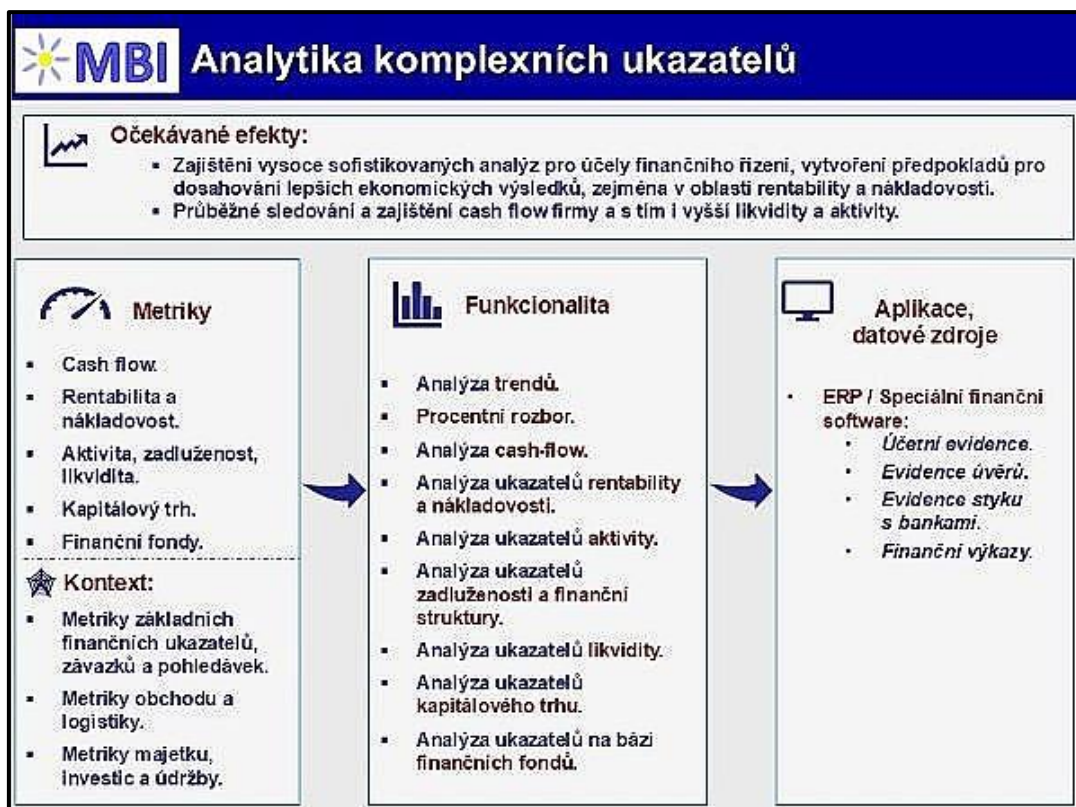 MBI Analytika komplexních ukazatelů
Očekávané efekty:
▪ Zajištění vysoce sofistikovaných analýz pro účely finančního řízení, vytvoření předpokladů pro
dosahování lepších ekonomických výsledků, zejména v oblasti rentability a nákladovosti.
▪ Průběžné sledování a zajištění cash flow firmy a s tím i vyšší likvidity a aktivity.
Metriky
▪ Cash flow.
▪ Rentabilita a
nákladovost.
▪ Aktivita, zadluženost,
likvidita.
▪ Kapitálový trh.
▪ Finanční fondy.
Kontext:
▪ Metriky základních
finančních ukazatelů,
závazků a pohledávek.
▪ Metriky obchodu a
logistiky.
▪ Metriky majetku,
investic a údržby.
Funkcionalita
▪ Analýza trendů.
▪ Procentní rozbor.
▪ Analýza cash-flow.
▪ Analýza ukazatelů rentability
a nákladovosti.
▪ Analýza ukazatelů aktivity.
▪ Analýza ukazatelů
zadluženosti a finanční
struktury.
▪ Analýza ukazatelů likvidity.
▪ Analýza ukazatelů
kapitálového trhu.
▪ Analýza ukazatelů na bázi
finančních fondů.
Aplikace,
datové zdroje
• ERP / Speciální finanční
software:
• Účetní evidence.
• Evidence úvěrů.
• Evidence styku
s bankami.
• Finanční výkazy.